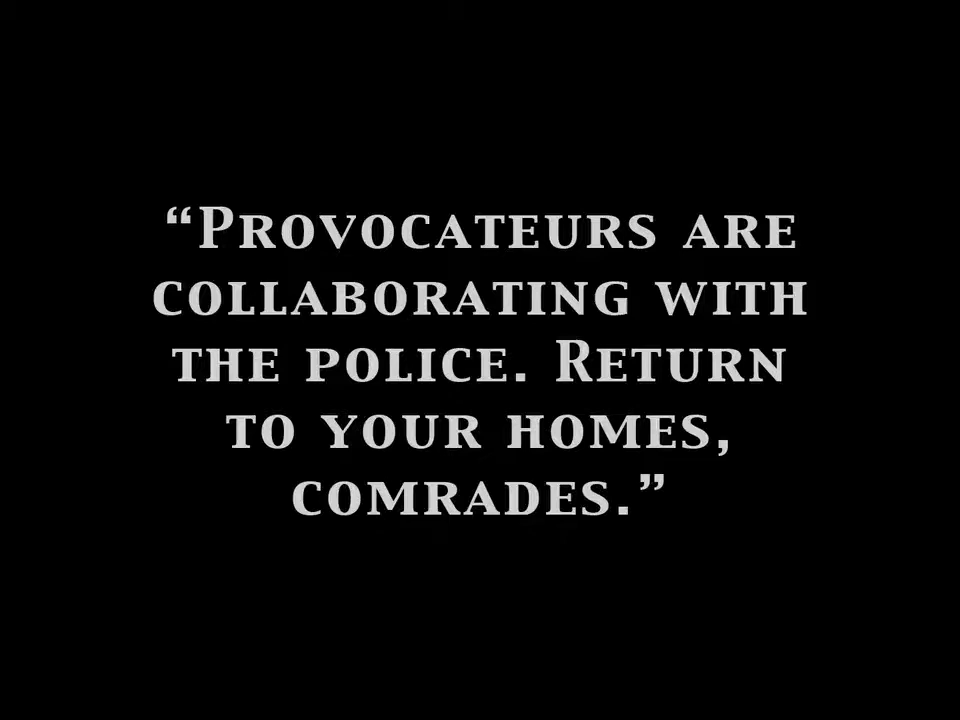 “Provocateurs are
collaborating with
the police. Return
to your homes,
comrades.”